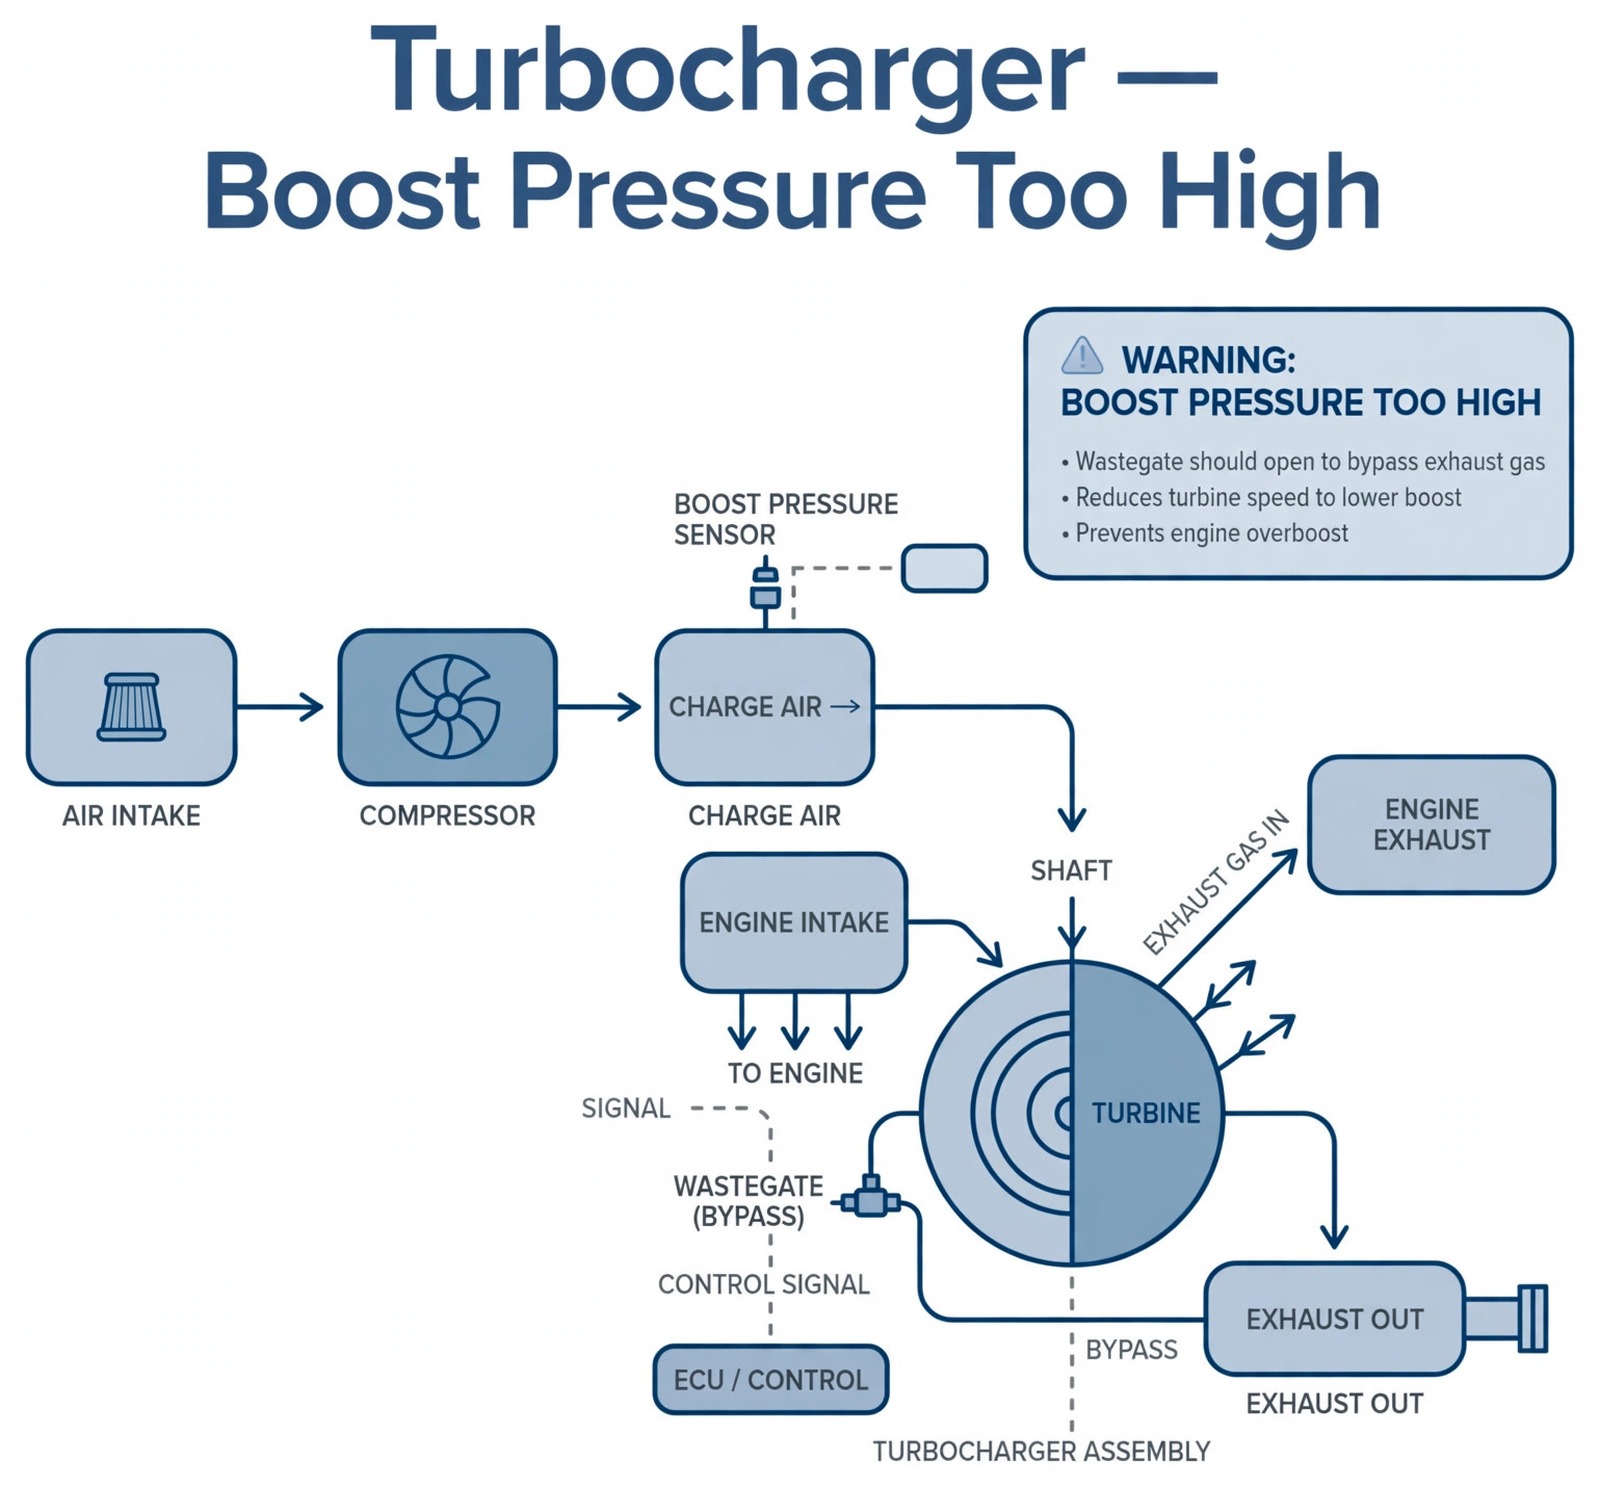 Turbocharger —
Boost Pressure Too High
WARNING:
BOOST PRESSURE TOO HIGH
• Wastegate should open to bypass exhaust gas
• Reduces turbine speed to lower boost
• Prevents engine overboost
BOOST PRESSURE
SENSOR
CHARGE AIR →
AIR INTAKE
COMPRESSOR
CHARGE AIR
ENGINE
EXHAUST
EXHAUST GAS IN
SHAFT
ENGINE INTAKE
TO ENGINE
SIGNAL
TURBINE
WASTEGATE
(BYPASS)
CONTROL SIGNAL
EXHAUST OUT
BYPASS
ECU / CONTROL
EXHAUST OUT
TURBOCHARGER ASSEMBLY